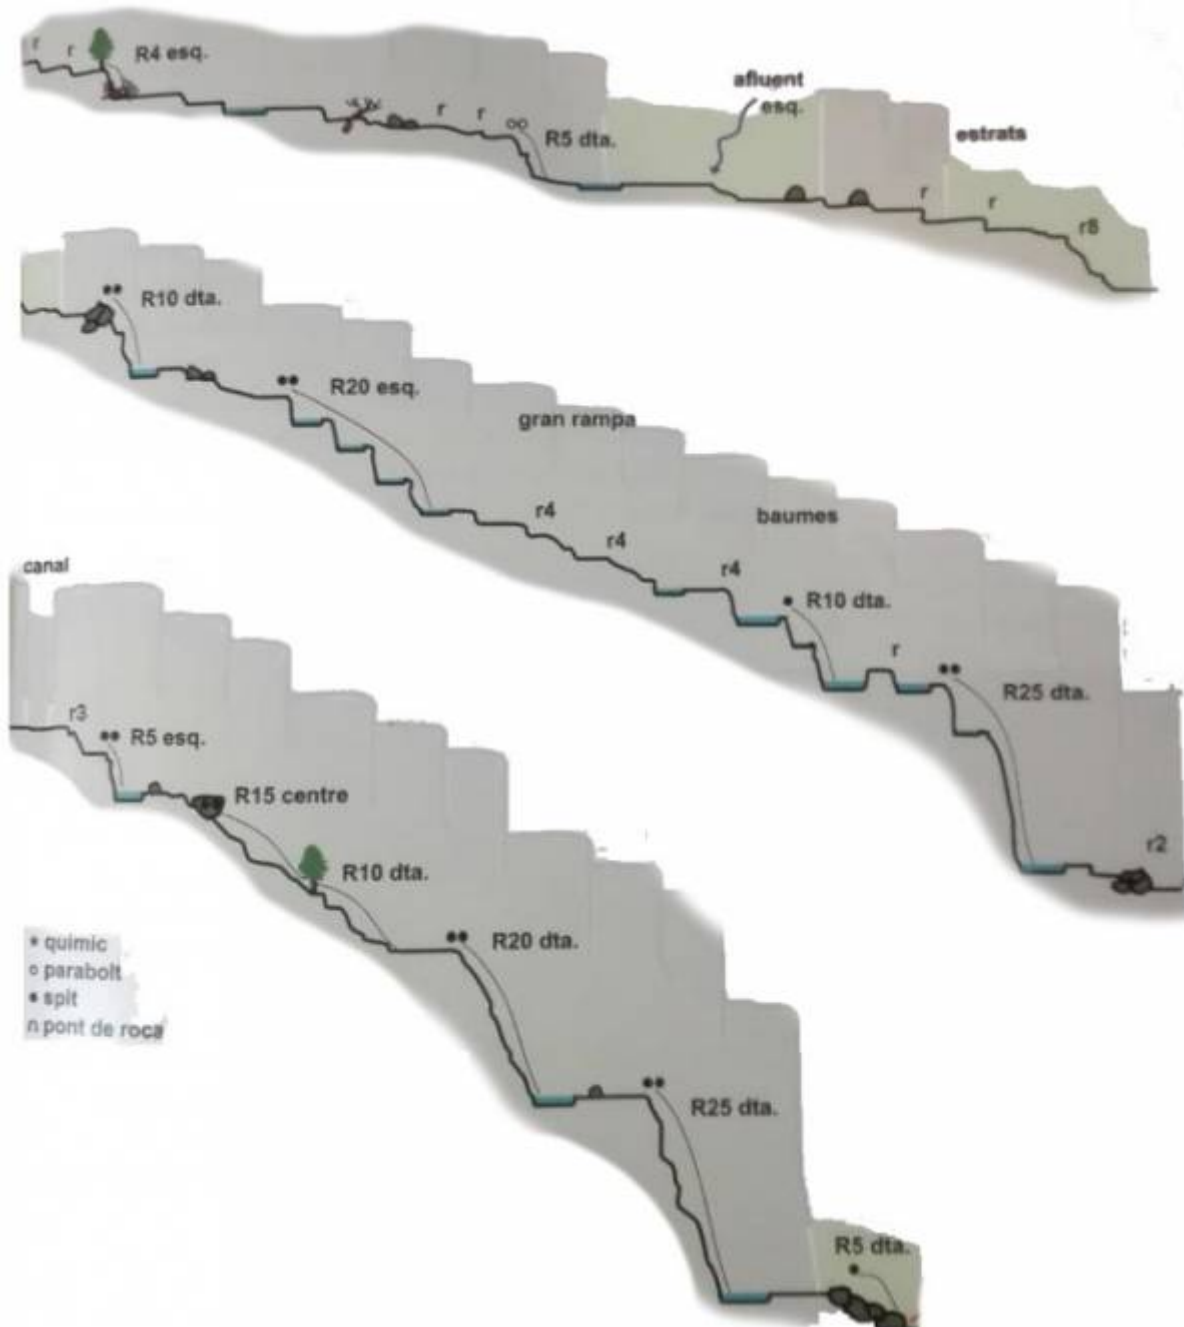 r
r
R4 esq.
r
r
R5 dta.
afluent
esq.
estrats
r
r
r8
R10 dta.
R20 esq.
gran rampa
r4
r4
baumes
r4
R10 dta.
r
R25 dta.
r2
canal
r3
R5 esq.
R15 centre
R10 dta.
R20 dta.
R25 dta.
R5 dta.
* quimic
o parabolt
• spit
n pont de roca